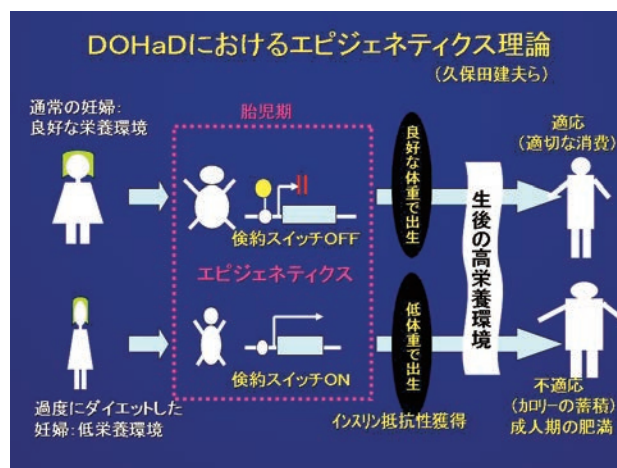 DOHaDにおけるエピジェネティクス理論
(久保田建夫ら)
通常の妊婦:
良好な栄養環境
胎児期
倹約スイッチOFF
良好な体重で出生
適応
(適切な消費)
生後の高栄養環境
エピジェネティクス
倹約スイッチON
低体重で出生
過度にダイエットした
妊婦:低栄養環境
インスリン抵抗性獲得
不適応
(カロリーの蓄積)
成人期の肥満